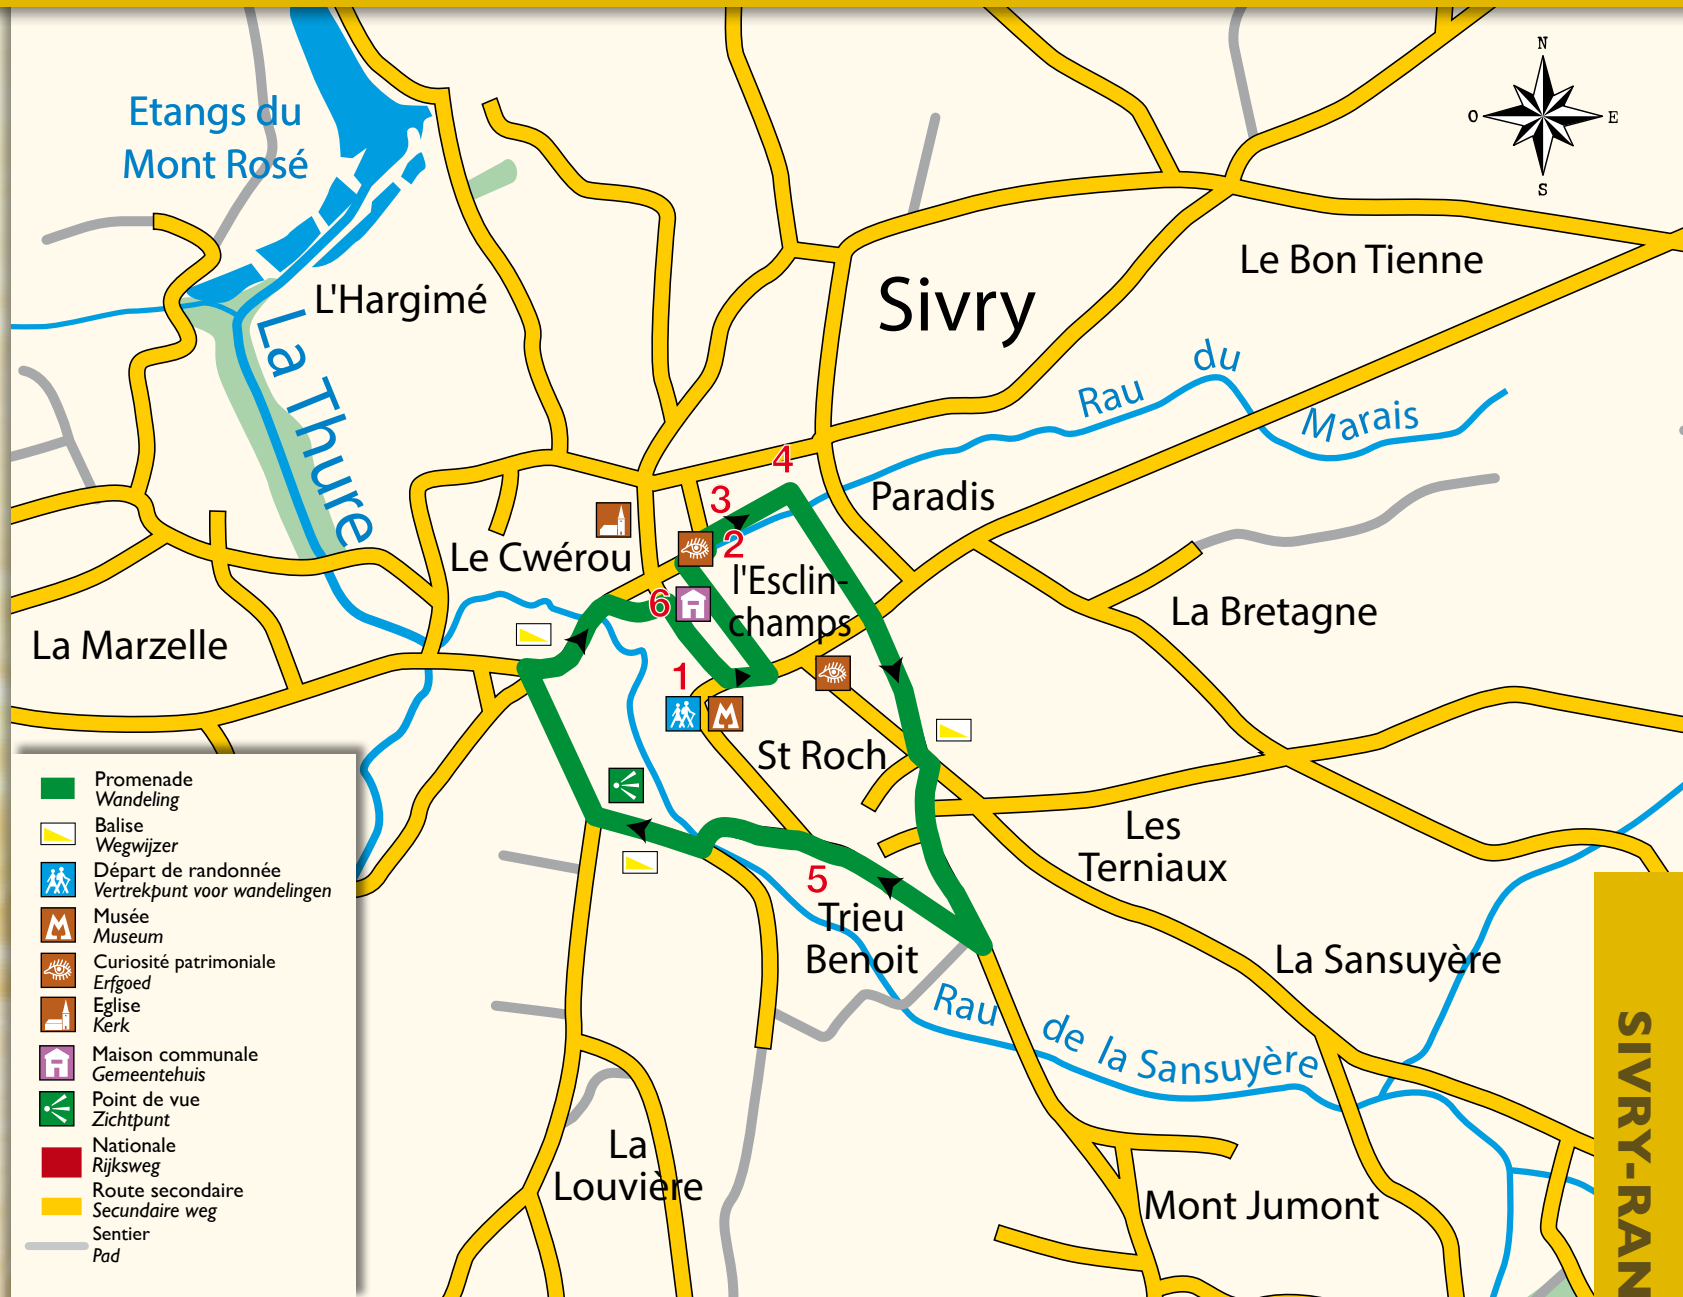 N
O
E
S
Etangs du
Mont Rosé
L'Hargimé
Sivry
Le Bon Tienne
La Thure
Rau du Marais
Paradis
4
3
2
Le Cwérou
l'Esclin-
champs
6
La Bretagne
La Marzelle
1
St Roch
Les
Terniaux
5
Trieu
Benoit
La Sansuyère
Rau de la Sansuyère
La
Louvière
Mont Jumont
Promenade
Wandeling
Balise
Wegwijzer
Départ de randonnée
Vertrekpunt voor wandelingen
Musée
Museum
Curiosité patrimoniale
Erfgoed
Eglise
Kerk
Maison communale
Gemeentehuis
Point de vue
Zichtpunt
Nationale
Rijksweg
Route secondaire
Secundaire weg
Sentier
Pad
SIVRY-RAN